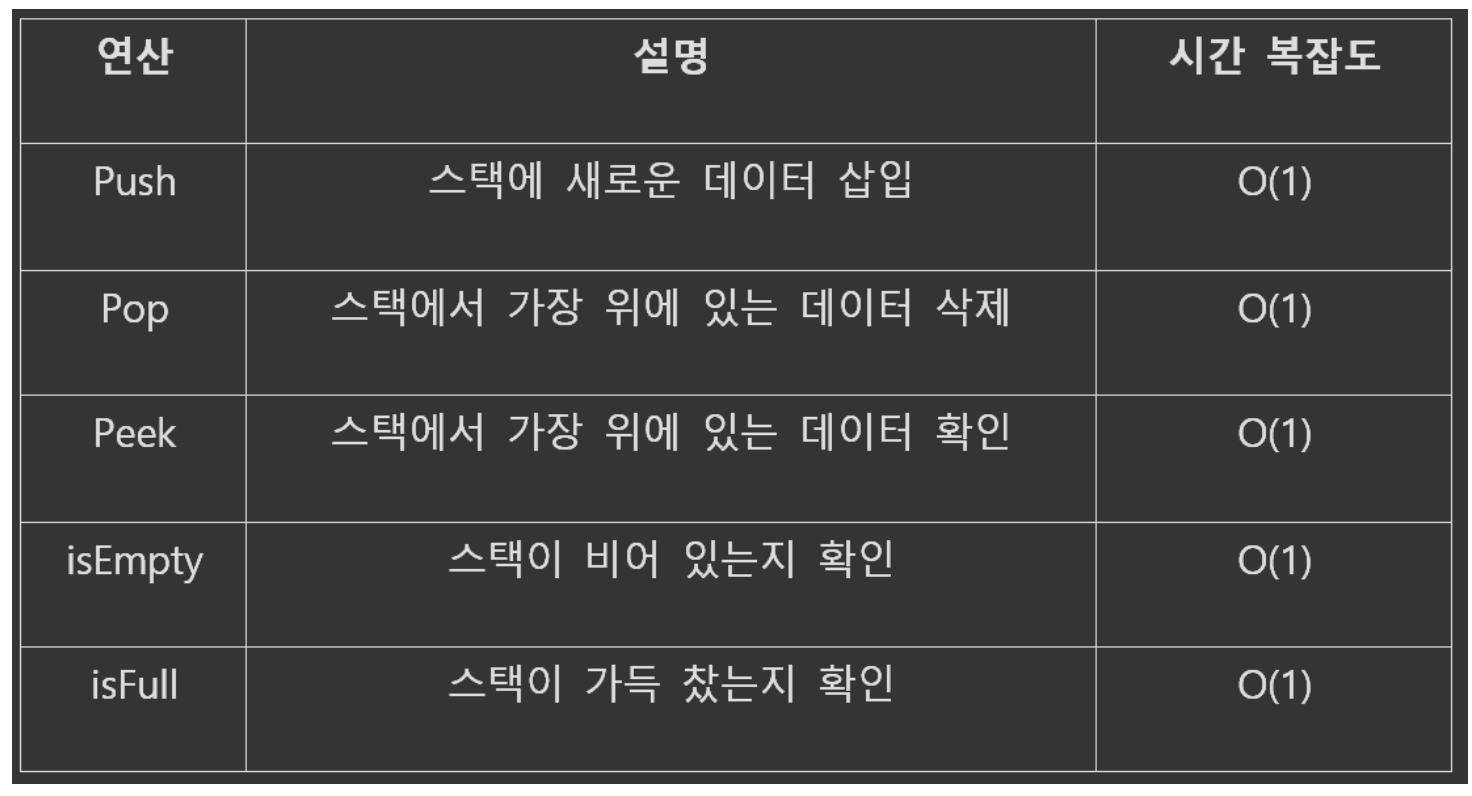 연산 설명 시간 복잡도
Push 스택에 새로운 데이터 삽입 O(1)
Pop 스택에서 가장 위에 있는 데이터 삭제 O(1)
Peek 스택에서 가장 위에 있는 데이터 확인 O(1)
isEmpty 스택이 비어 있는지 확인 O(1)
isFull 스택이 가득 찼는지 확인 O(1)